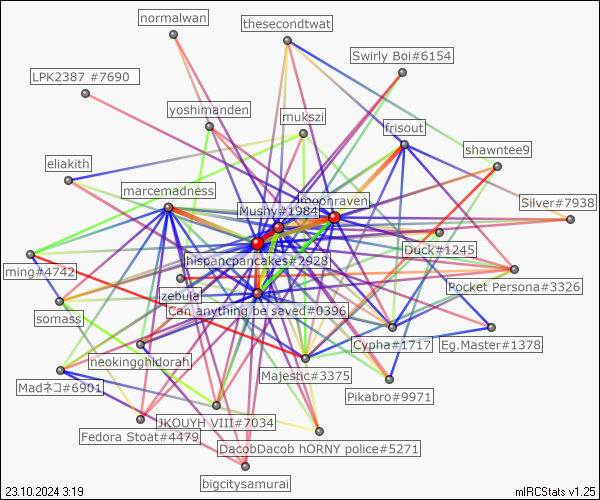 normalwan
thesecondtwat
Swirly Boi#6154
LPK2387 #7690
yoshimanden
mukszi
frisout
shawntee9
eliakith
marcemadness
moonraven
Mushy#1984
Silver#7938
Duck#1245
hispancpancakes#2928
ming#4742
Pocket Persona#3326
zebula
Can anything be saved#0396
somass
Cypha#1717
Eg.Master#1378
neokingghidorah
Majestic#3375
Madネコ#6901
Pikabro#9971
JKOUYH VIII#7034
Fedora Stoat#4479
DacobDacob hORNY police#5271
bigcitysamurai
23.10.2024 3:19
mIRCStats v1.25